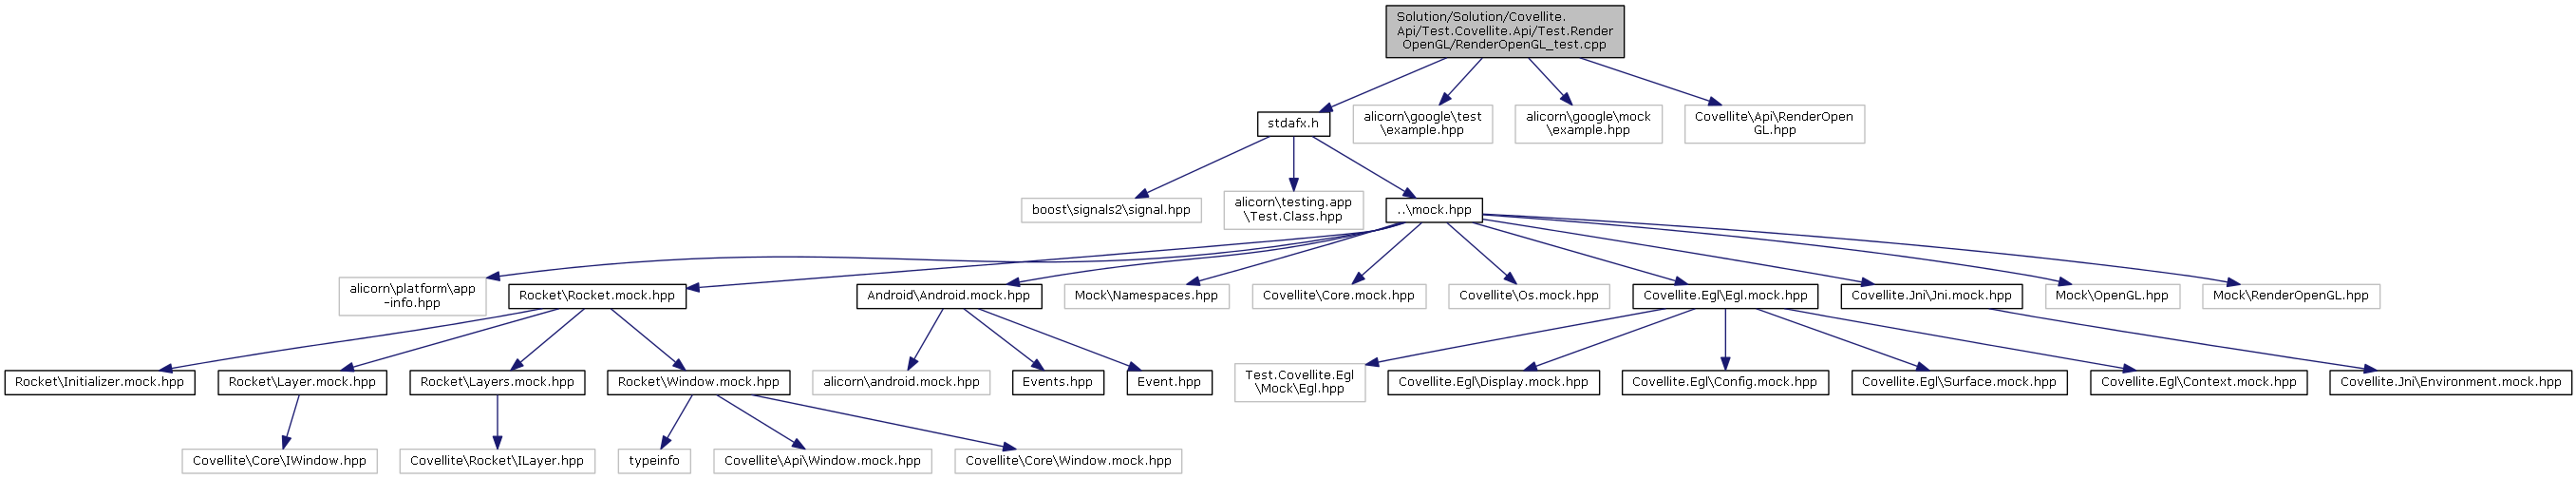 Solution/Solution/Covellite.
Api/Test.Covellite.Api/Test.Render
OpenGL/RenderOpenGL_test.cpp
stdafx.h
alicorn\google\test
\example.hpp
alicorn\google\mock
\example.hpp
Covellite\Api\RenderOpen
GL.hpp
boost\signals2\signal.hpp
alicorn\testing.app
\Test.Class.hpp
..\mock.hpp
alicorn\platform\app
-info.hpp
Rocket\Rocket.mock.hpp
Android\Android.mock.hpp
Mock\Namespaces.hpp
Covellite\Core.mock.hpp
Covellite\Os.mock.hpp
Covellite.Egl\Egl.mock.hpp
Covellite.Jni\Jni.mock.hpp
Mock\OpenGL.hpp
Mock\RenderOpenGL.hpp
Rocket\Initializer.mock.hpp
Rocket\Layer.mock.hpp
Rocket\Layers.mock.hpp
Rocket\Window.mock.hpp
alicorn\android.mock.hpp
Events.hpp
Event.hpp
Test.Covellite.Egl
\Mock\Egl.hpp
Covellite.Egl\Display.mock.hpp
Covellite.Egl\Config.mock.hpp
Covellite.Egl\Surface.mock.hpp
Covellite.Egl\Context.mock.hpp
Covellite.Jni\Environment.mock.hpp
Covellite\Core\IWindow.hpp
Covellite\Rocket\ILayer.hpp
typeinfo
Covellite\Api\Window.mock.hpp
Covellite\Core\Window.mock.hpp